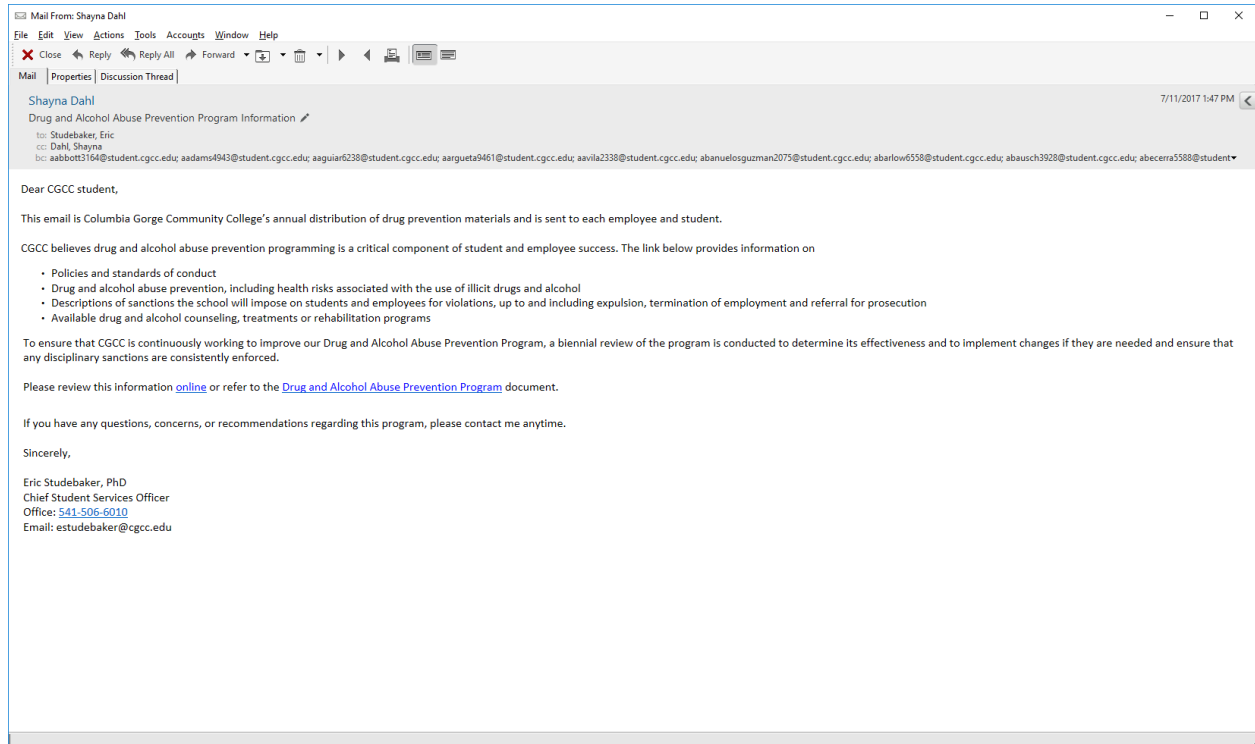 Mail From: Shayna Dahl
File Edit View Actions Tools Accounts Window Help
Close Reply Reply All Forward
Mail Properties Discussion Thread
Shayna Dahl 7/11/2017 1:47 PM
Drug and Alcohol Abuse Prevention Program Information
to: Studebaker, Eric
cc: Dahl, Shayna
bc: aabbott3164@student.cgcc.edu; aadams4943@student.cgcc.edu; aaguiar6238@student.cgcc.edu; aargueta9461@student.cgcc.edu; aavila2338@student.cgcc.edu; abanuelosguzman2075@student.cgcc.edu; abarlow6558@student.cgcc.edu; abausch3928@student.cgcc.edu; abecerra5588@student
Dear CGCC student,
This email is Columbia Gorge Community College's annual distribution of drug prevention materials and is sent to each employee and student.
CGCC believes drug and alcohol abuse prevention programming is a critical component of student and employee success. The link below provides information on
• Policies and standards of conduct
• Drug and alcohol abuse prevention, including health risks associated with the use of illicit drugs and alcohol
• Descriptions of sanctions the school will impose on students and employees for violations, up to and including expulsion, termination of employment and referral for prosecution
• Available drug and alcohol counseling, treatments or rehabilitation programs
To ensure that CGCC is continuously working to improve our Drug and Alcohol Abuse Prevention Program, a biennial review of the program is conducted to determine its effectiveness and to implement changes if they are needed and ensure that
any disciplinary sanctions are consistently enforced.
Please review this information online or refer to the Drug and Alcohol Abuse Prevention Program document.
If you have any questions, concerns, or recommendations regarding this program, please contact me anytime.
Sincerely,
Eric Studebaker, PhD
Chief Student Services Officer
Office: 541-506-6010
Email: estudebaker@cgcc.edu